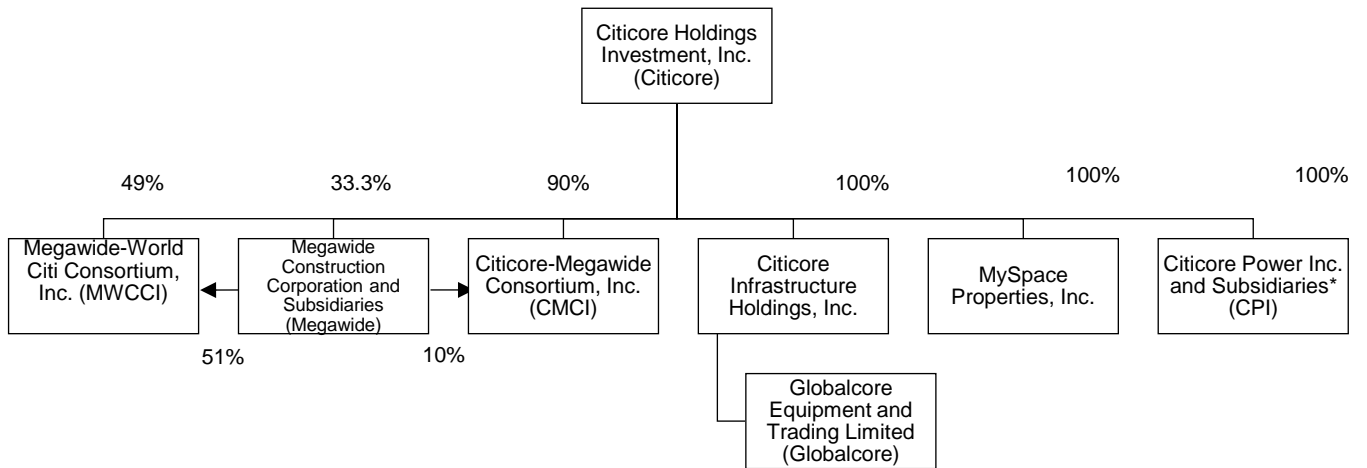 Citicore Holdings
Investment, Inc.
(Citicore)
49%
33.3%
90%
100%
100%
100%
Megawide-World
Citi Consortium,
Inc. (MWCCI)
Megawide
Construction
Corporation and
Subsidiaries
(Megawide)
Citicore-Megawide
Consortium, Inc.
(CMCI)
Citicore
Infrastructure
Holdings, Inc.
MySpace
Properties, Inc.
Citicore Power Inc.
and Subsidiaries*
(CPI)
51%
10%
Globalcore
Equipment and
Trading Limited
(Globalcore)